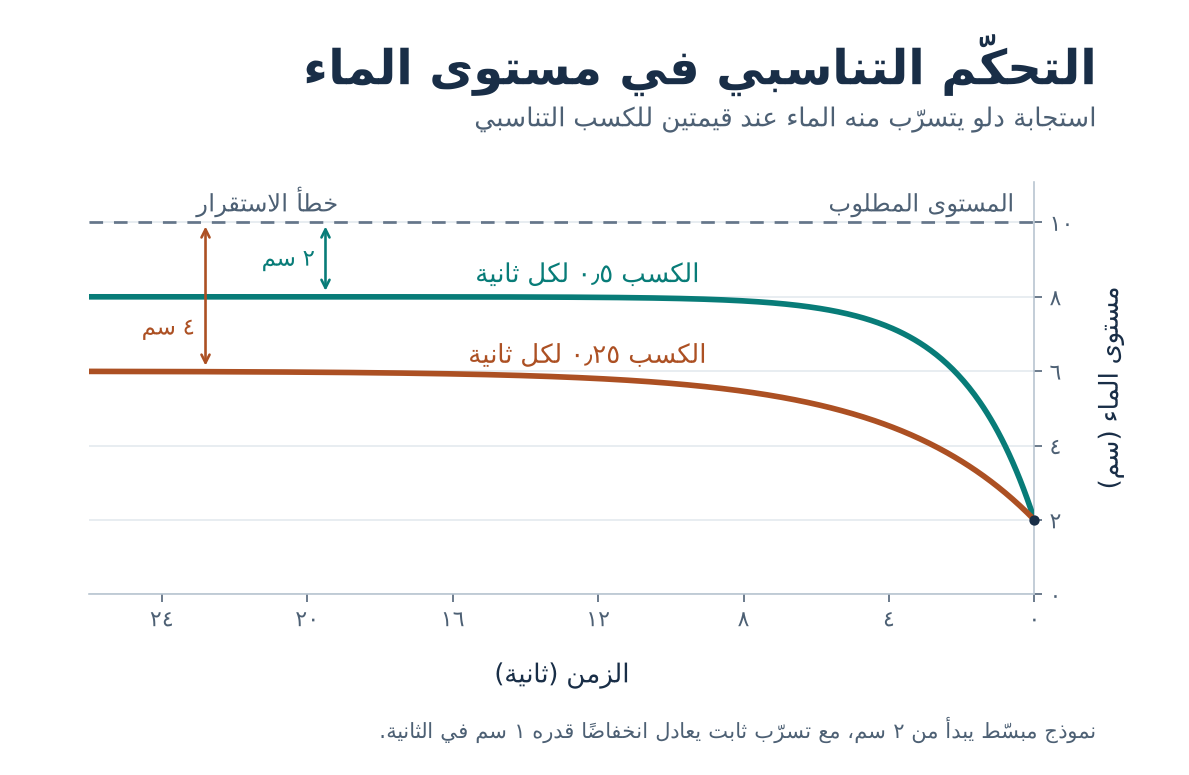 التحكّم التناسبي في مستوى الماء
استجابة دلو يتسرّب منه الماء عند قيمتين للكسب التناسبي
المستوى المطلوب
خطأ الاستقرار
١٠
٢ سم
الكسب ٠٫٥ لكل ثانية
٨
٤ سم
الكسب ٠٫٢٥ لكل ثانية
٦
٤
٢
٠
مستوى الماء (سم)
٠
٤
٨
١٢
١٦
٢٠
٢٤
الزمن (ثانية)
نموذج مبسّط يبدأ من ٢ سم، مع تسرّب ثابت يعادل انخفاضًا قدره ١ سم في الثانية.